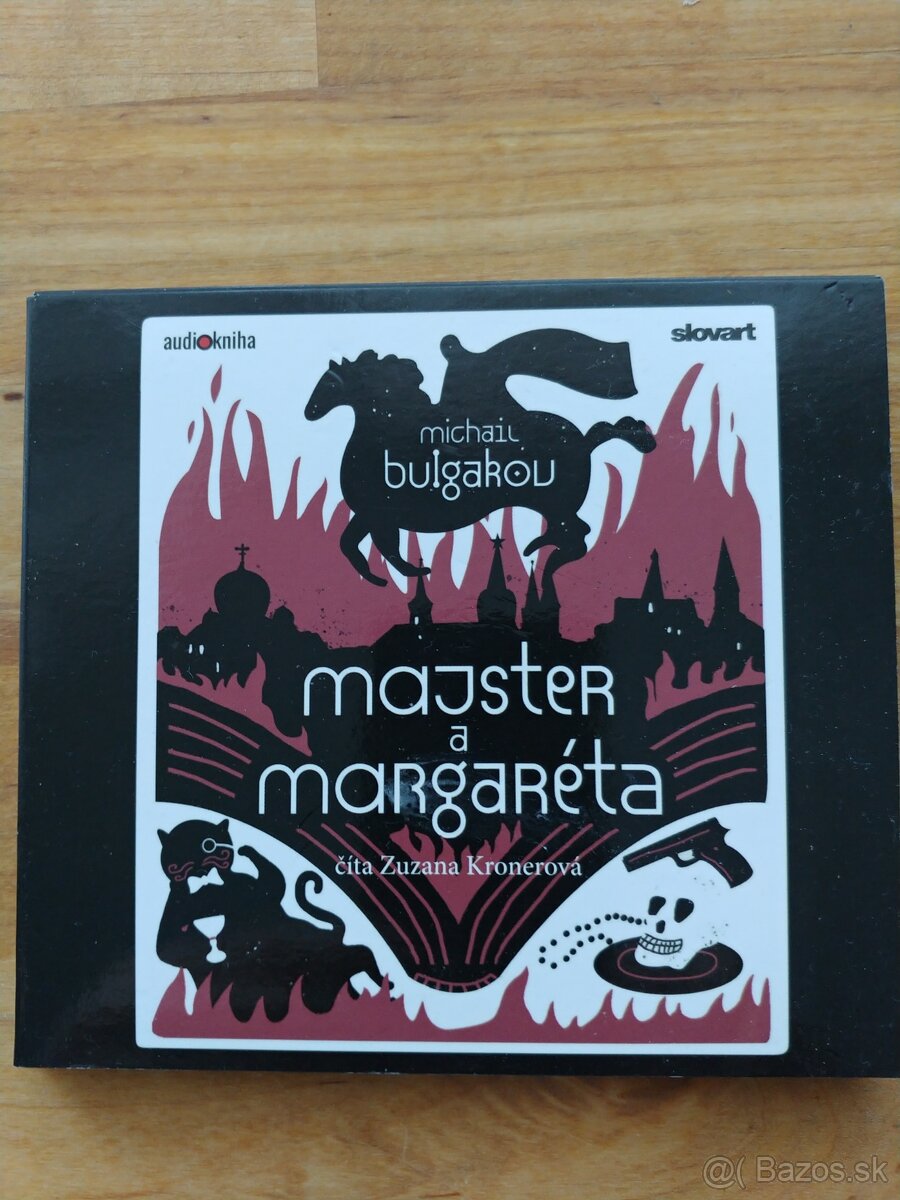 audiokniha
slovart
michail
bulgakov
majster
a
margaréta
číta Zuzana Kronerová
@( Bazos.sk